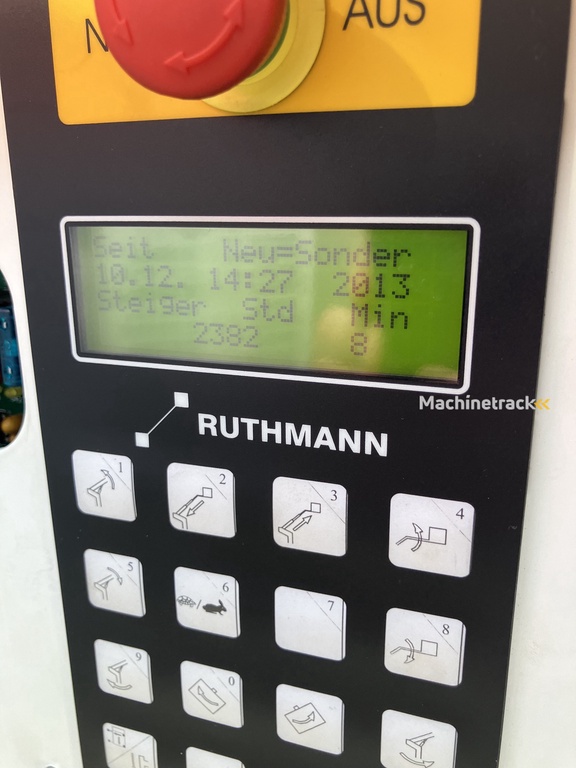 AUS
Seit Neu=Sonder
10.12. 14:27 2013
Steiger Std Min
2382 8
Machinetrack
RUTHMANN
1
2
3
4
5
6
7
8
9
0